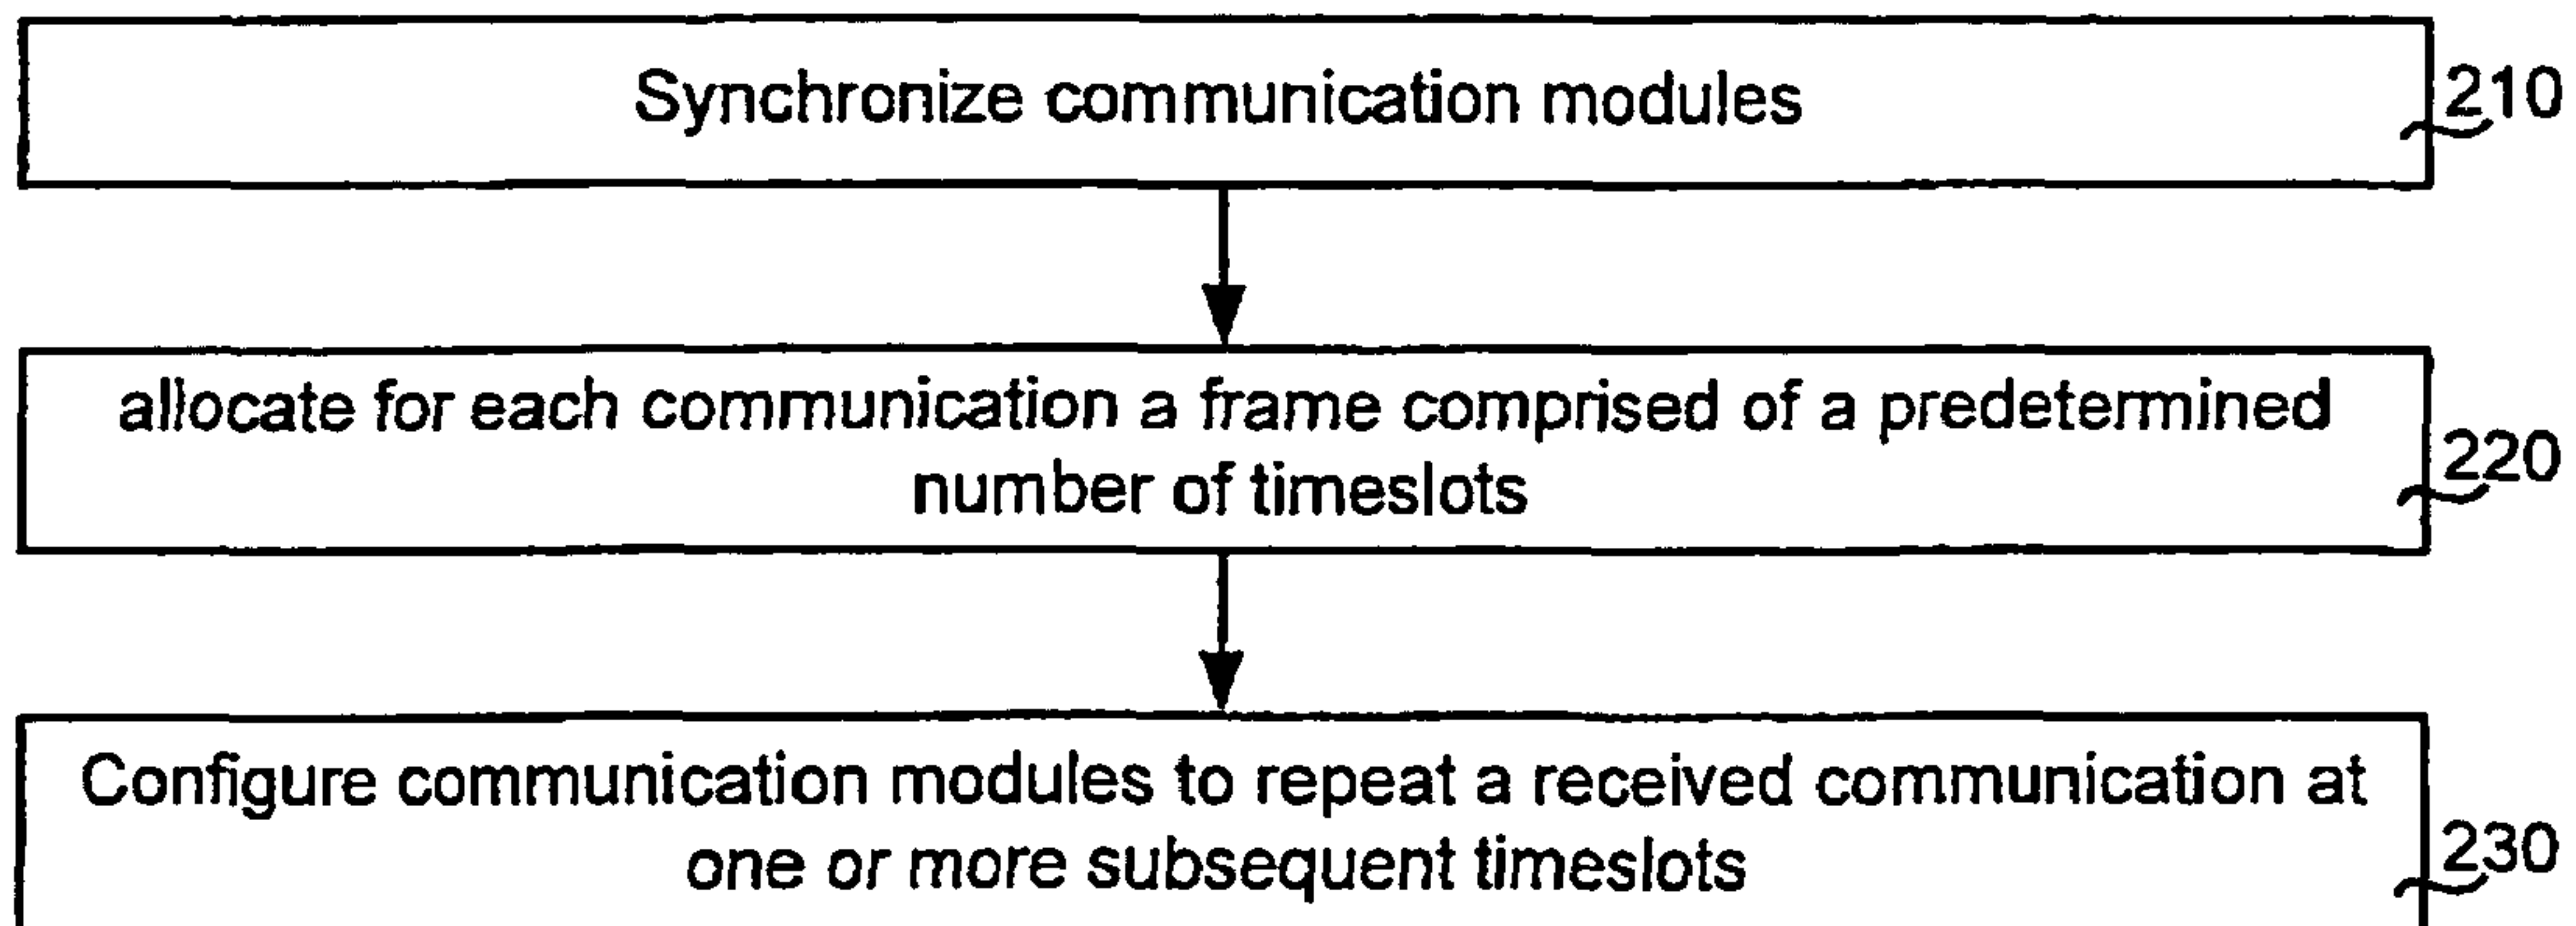 Synchronize communication modules
210
allocate for each communication a frame comprised of a predetermined
number of timeslots
220
Configure communication modules to repeat a received communication at
one or more subsequent timeslots
230